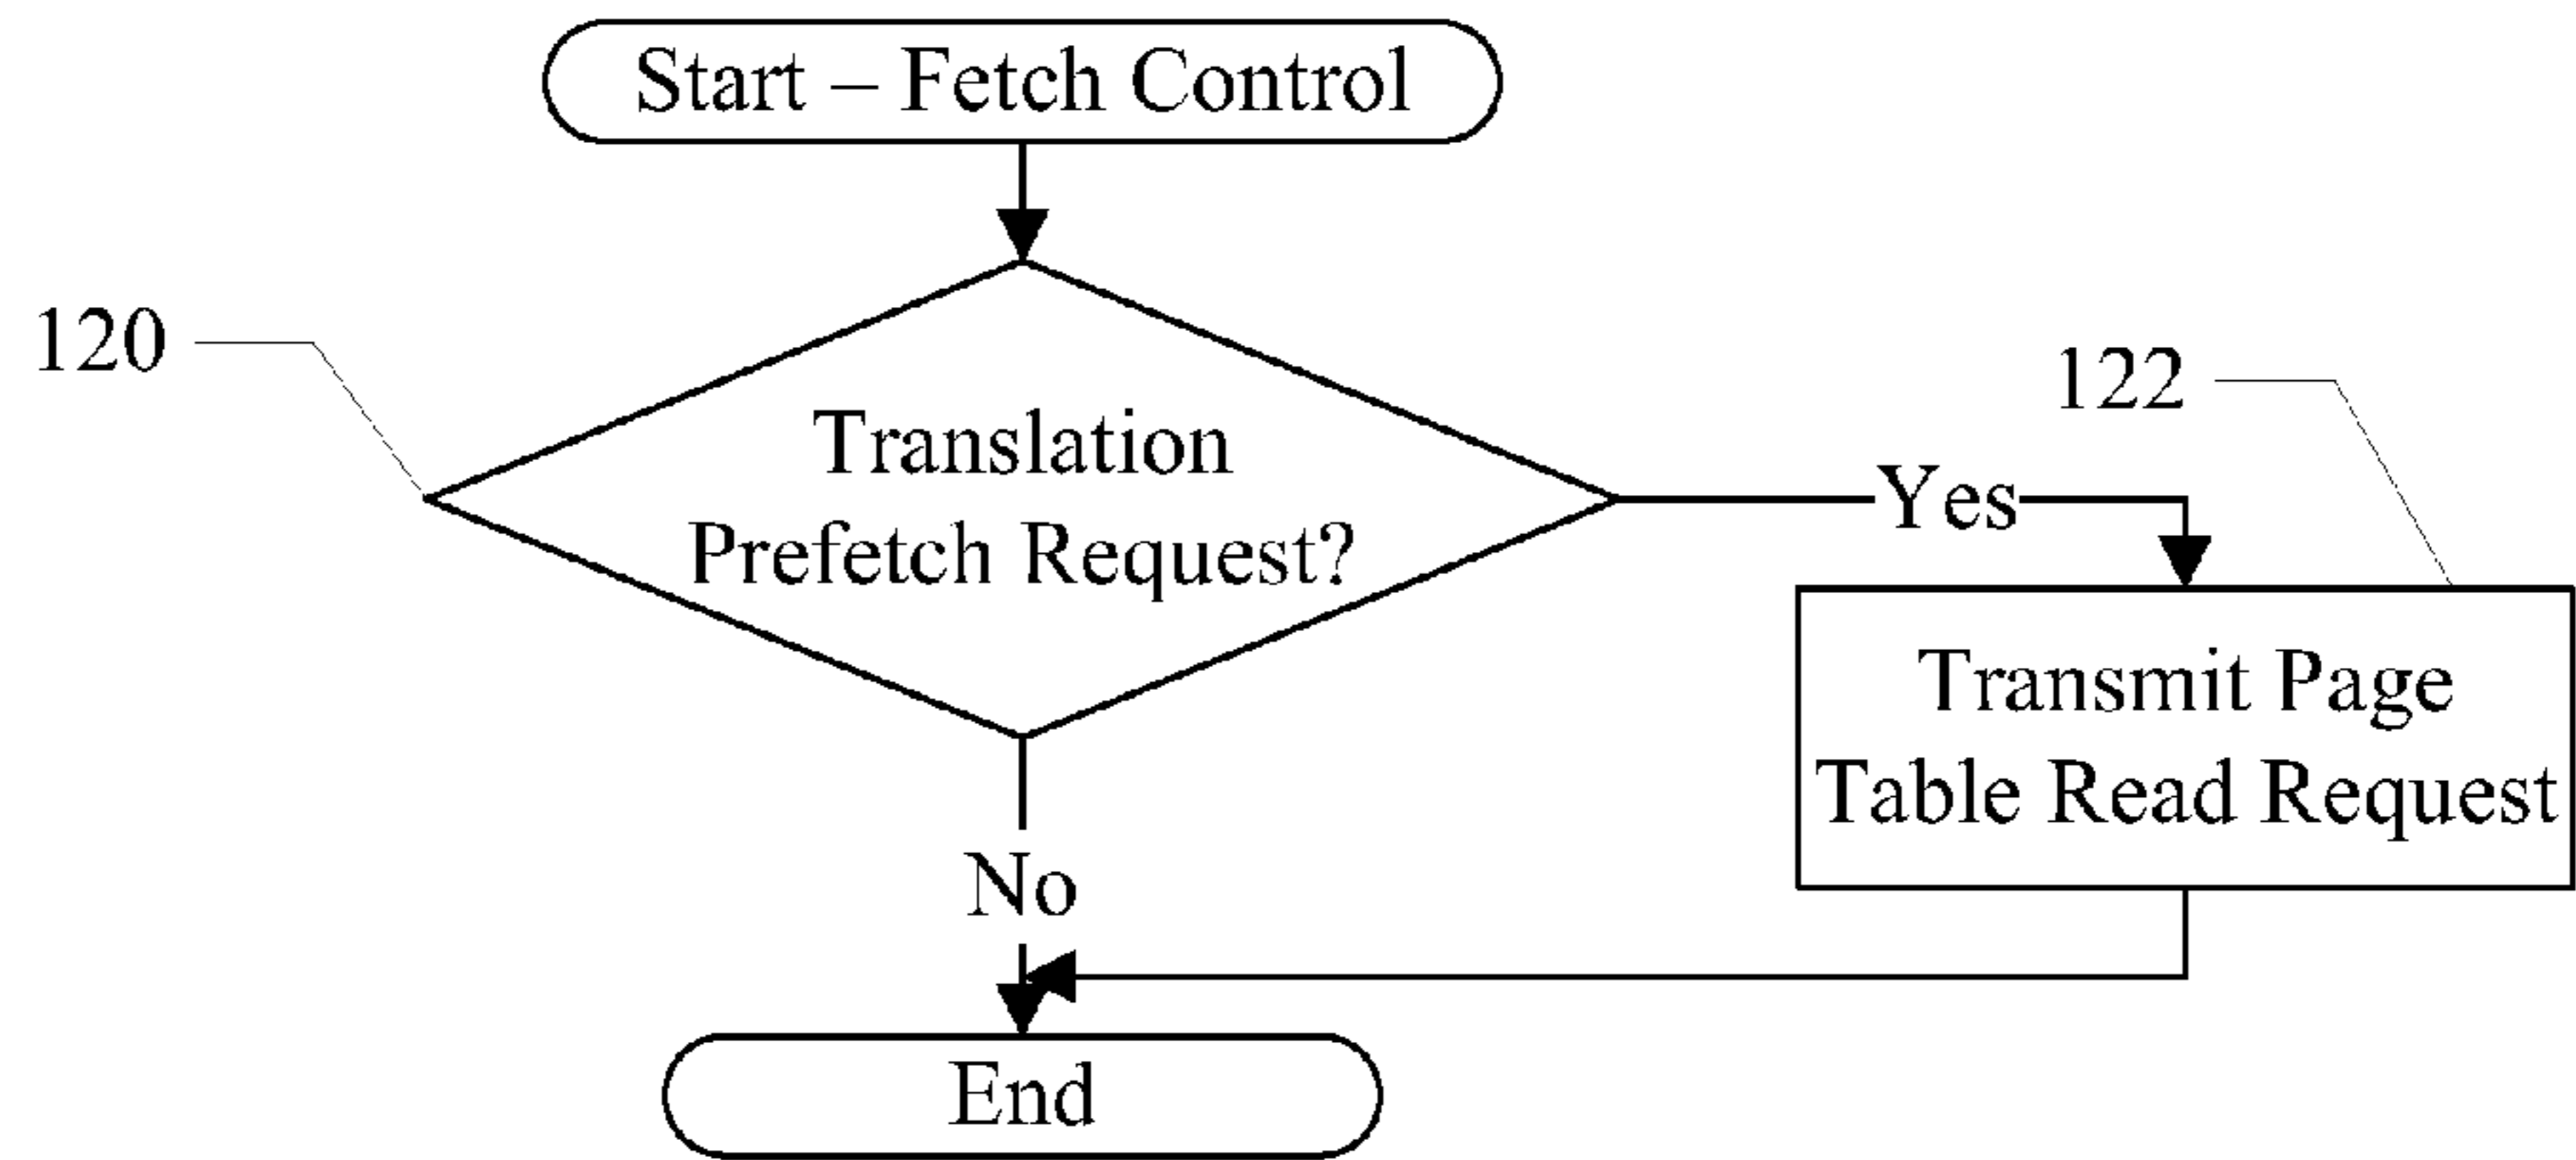 Start – Fetch Control
120
Translation
Prefetch Request?
122
Yes
Transmit Page
Table Read Request
No
End